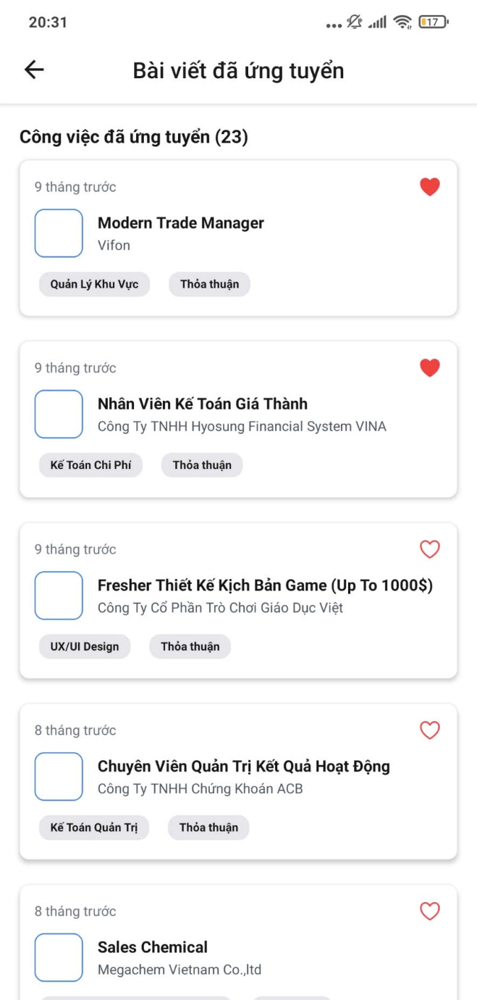 20:31
17
Bài viết đã ứng tuyển
Công việc đã ứng tuyển (23)
9 tháng trước
Modern Trade Manager
Vifon
Quản Lý Khu Vực Thỏa thuận
9 tháng trước
Nhân Viên Kế Toán Giá Thành
Công Ty TNHH Hyosung Financial System VINA
Kế Toán Chi Phí Thỏa thuận
9 tháng trước
Fresher Thiết Kế Kịch Bản Game (Up To 1000$)
Công Ty Cổ Phần Trò Chơi Giáo Dục Việt
UX/UI Design Thỏa thuận
8 tháng trước
Chuyên Viên Quản Trị Kết Quả Hoạt Động
Công Ty TNHH Chứng Khoán ACB
Kế Toán Quản Trị Thỏa thuận
8 tháng trước
Sales Chemical
Megachem Vietnam Co.,ltd